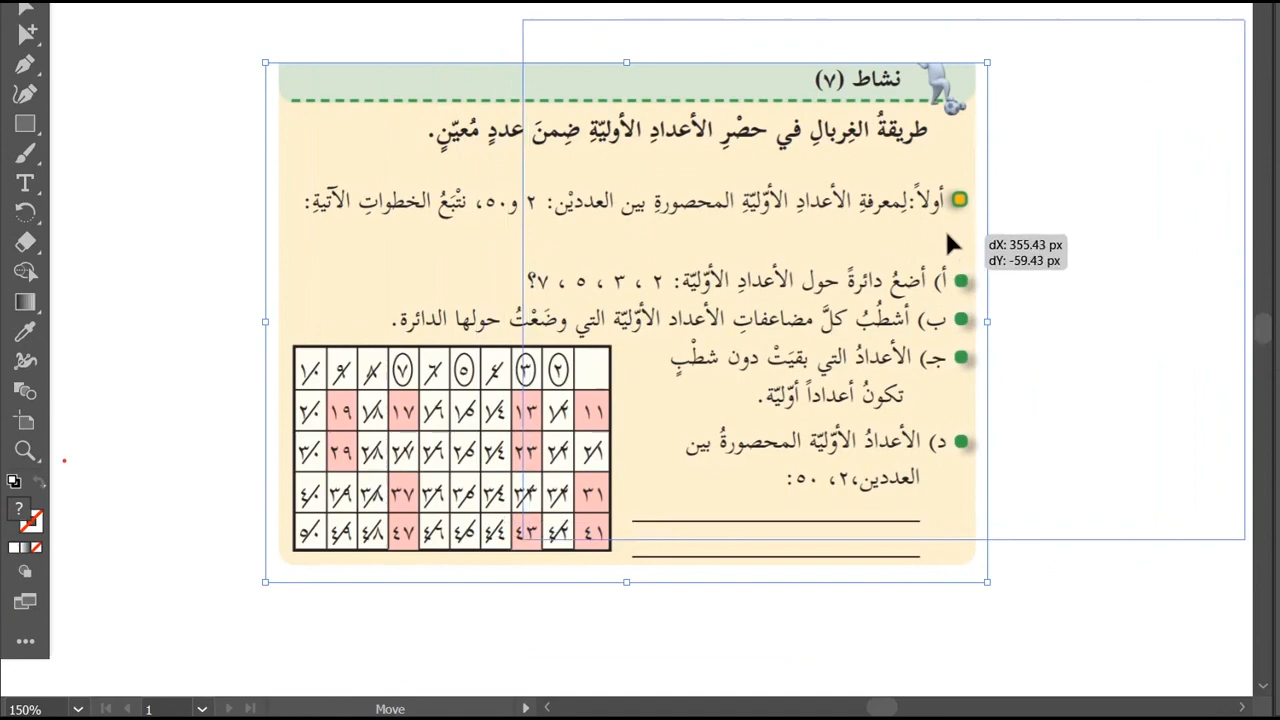 نشاط (٧)
طريقةُ الغِربالِ في حصْرِ الأعدادِ الأوليّةِ ضِمنَ عددٍ مُعيّنٍ.
أولاً:لِمعرفةِ الأعدادِ الأوّليّةِ المحصورةِ بين العدديْن: ٢ و٥٠، نتْبَعُ الخطواتِ الآتيةِ:
dX: 355.43 px
dY: -59.43 px
أ) أضعُ دائرةً حول الأعدادِ الأوّليّة: ٢ ، ٣ ، ٥ ، ٧؟
ب) أشطُبُ كلَّ مضاعفاتِ الأعداد الأوّليّة التي وضَعْتُ حولها الدائرة.
جـ) الأعدادُ التي بقيَتْ دون شطْبٍ
تكونُ أعداداً أوّليّة.
د) الأعدادُ الأوّليّة المحصورةُ بين
العددين،٢، ٥٠:
٢ ٣ ٤ ٥ ٦ ٧ ٨ ٩ ١٠
١١ ١٢ ١٣ ١٤ ١٥ ١٦ ١٧ ١٨ ١٩ ٢٠
٢١ ٢٢ ٢٣ ٢٤ ٢٥ ٢٦ ٢٧ ٢٨ ٢٩ ٣٠
٣١ ٣٢ ٣٣ ٣٤ ٣٥ ٣٦ ٣٧ ٣٨ ٣٩ ٤٠
٤١ ٤٢ ٤٣ ٤٤ ٤٥ ٤٦ ٤٧ ٤٨ ٤٩ ٥٠
150% 1 Move